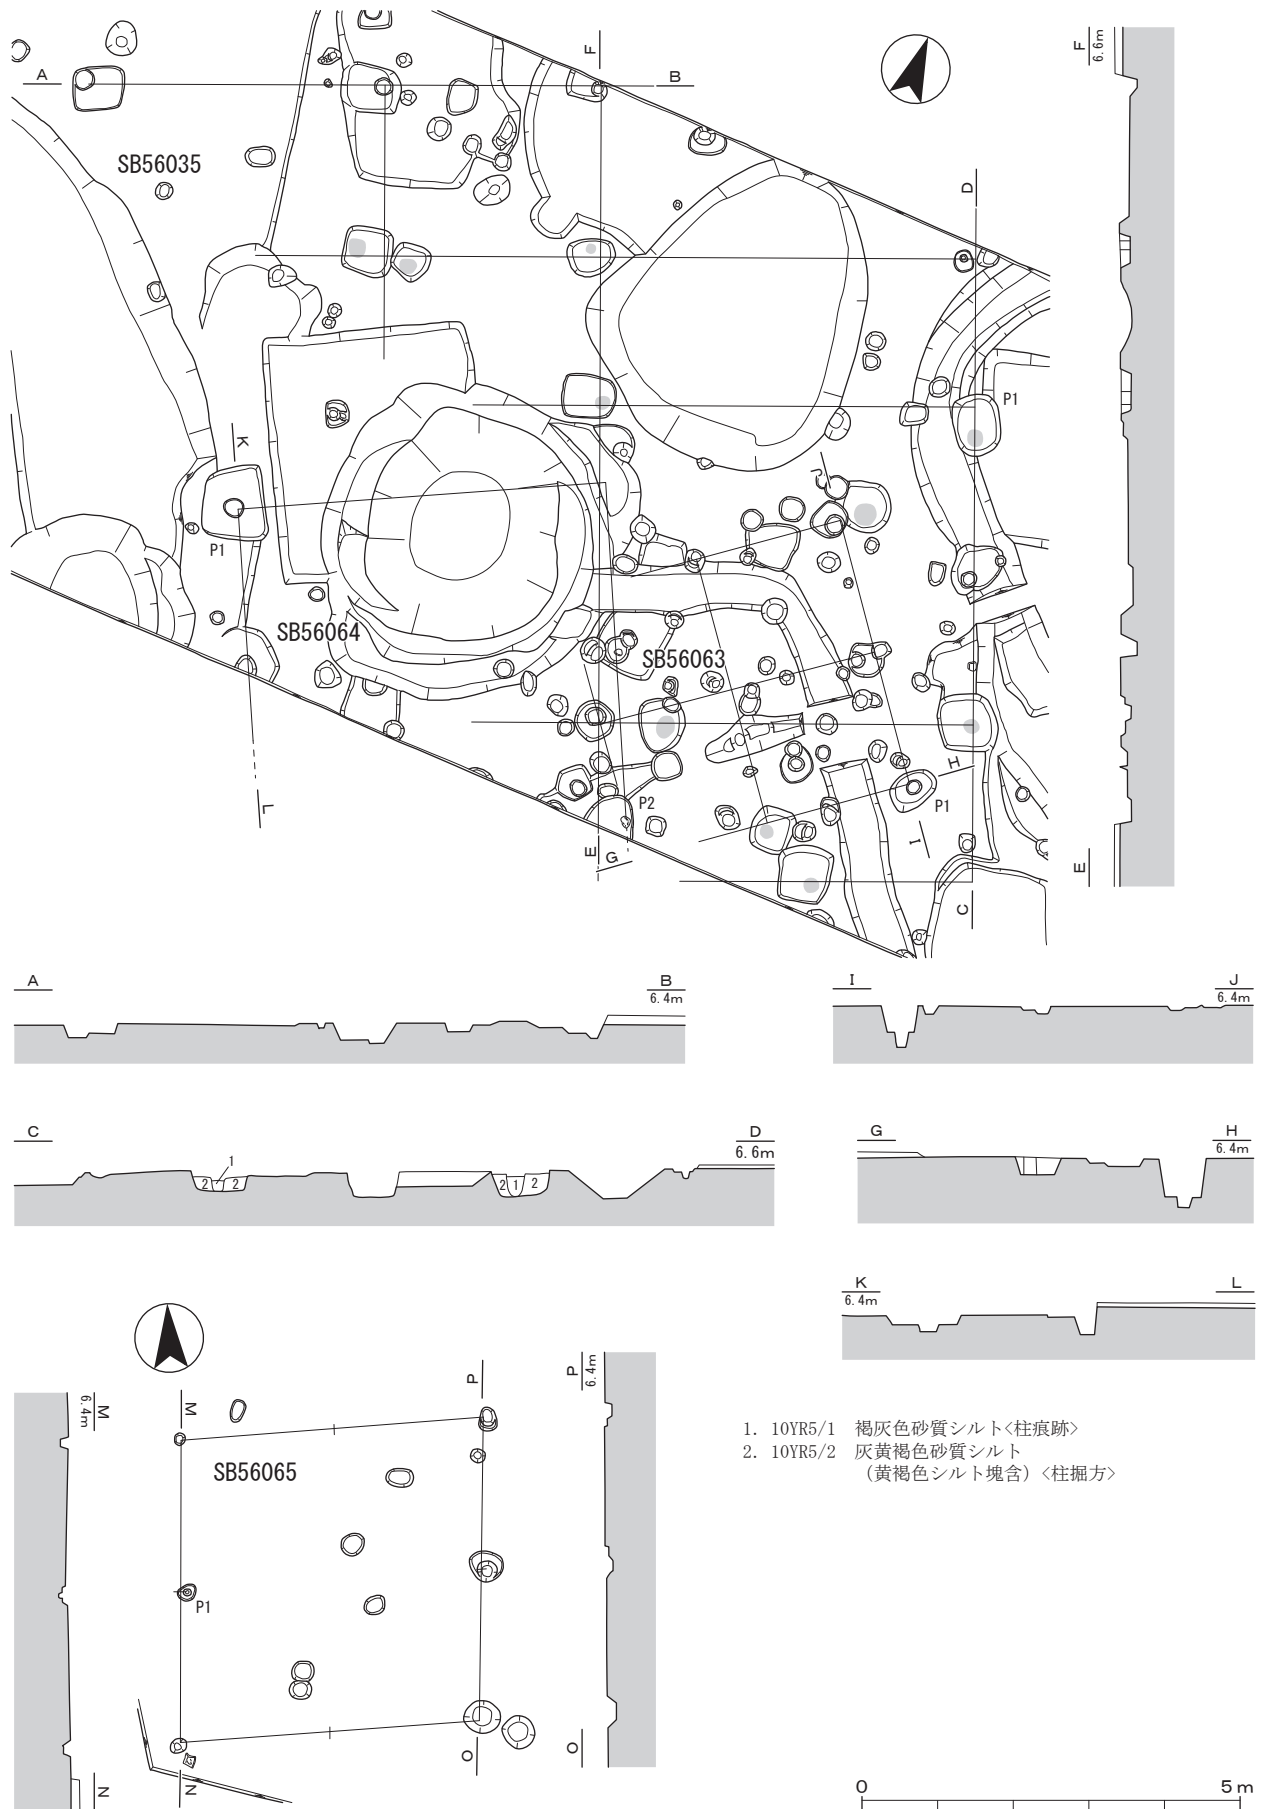 F
6.6m
F
A
B
SB56035
D
P1
K
J
P1
SB56064
SB56063
H
P1
P2
I
L
E
G
C
E
A
B
6.4m
I
J
6.4m
C
D
6.6m
1
2
2
2
1
2
G
H
6.4m
K
6.4m
L
M
6.4m
M
P
P
6.4m
SB56065
P1
O
O
N
N
1. 10YR5/1 褐灰色砂質シルト<柱痕跡>
2. 10YR5/2 灰黄褐色砂質シルト
(黄褐色シルト塊含)<柱掘方>
0
5m